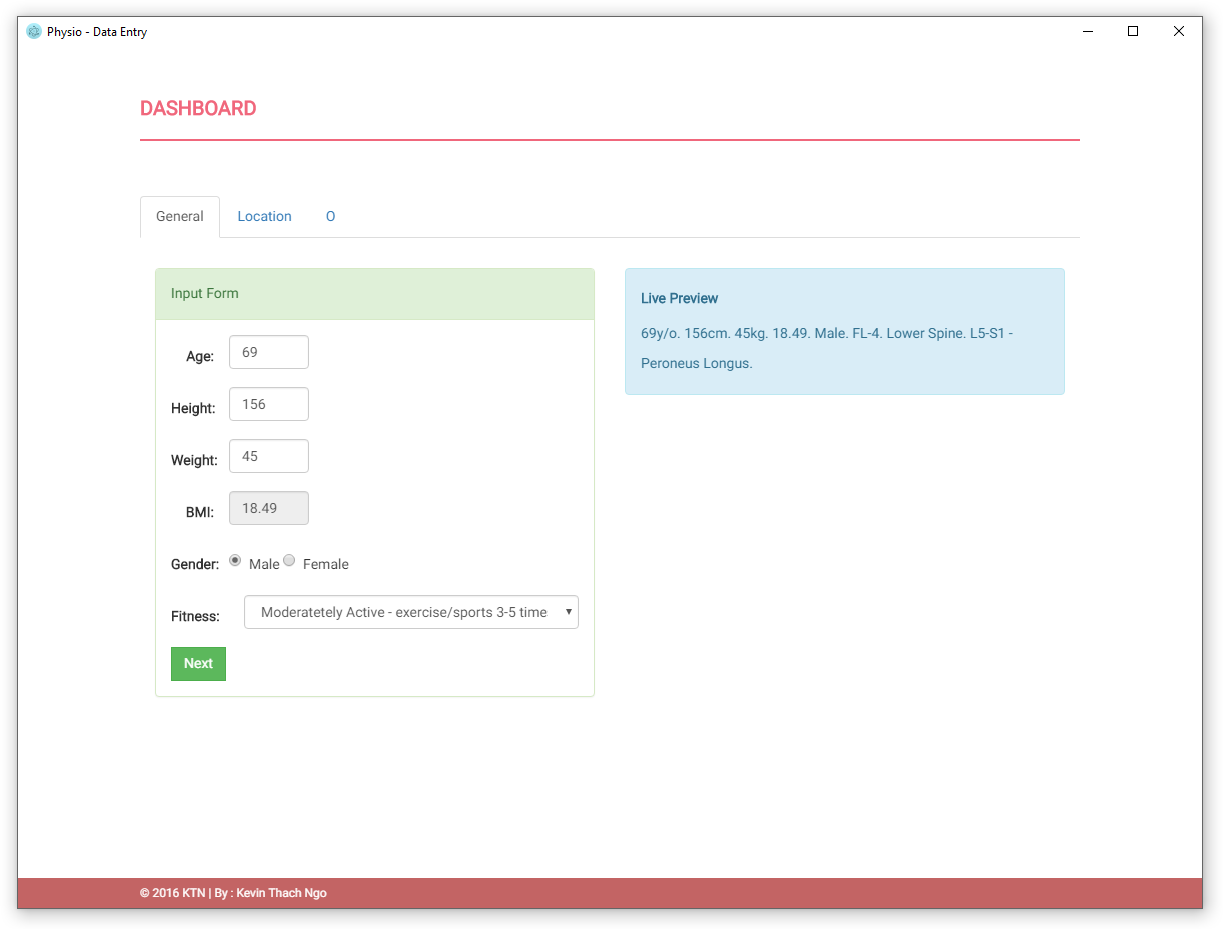 Physio - Data Entry
DASHBOARD
General Location O
Input Form
Age: 69
Height: 156
Weight: 45
BMI: 18.49
Gender: Male Female
Fitness: Moderatetely Active - exercise/sports 3-5 time
Next
Live Preview
69y/o. 156cm. 45kg. 18.49. Male. FL-4. Lower Spine. L5-S1 -
Peroneus Longus.
© 2016 KTN | By : Kevin Thach Ngo